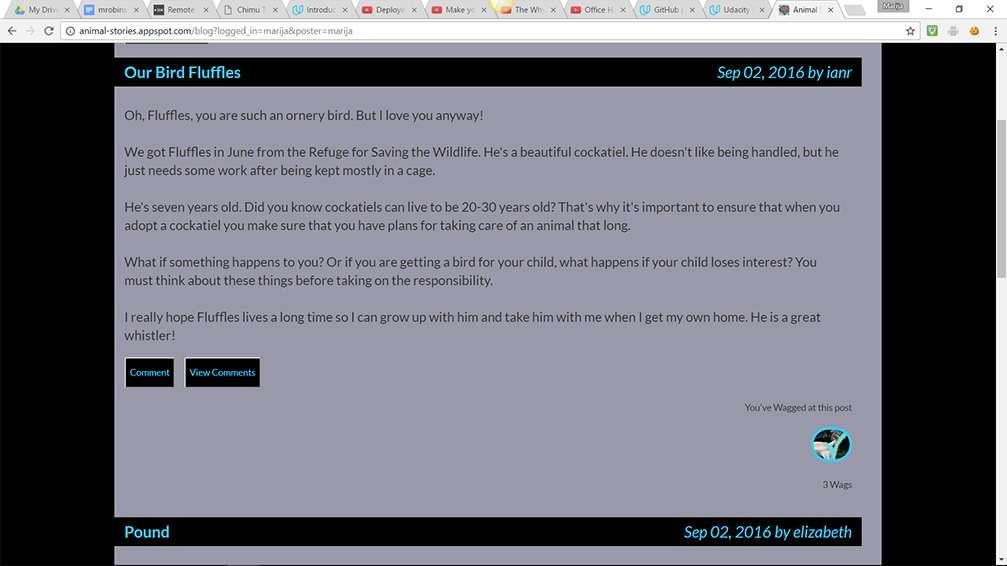 My Driv
mrobins
Remote
Chimu T
Introduc
Deployin
Make yo
The Why
Office H
GitHub
Udacity
Animal S
Marija
animal-stories.appspot.com/blog?logged_in=marija&poster=marija
Our Bird Fluffles Sep 02, 2016 by ianr
Oh, Fluffles, you are such an ornery bird. But I love you anyway!
We got Fluffles in June from the Refuge for Saving the Wildlife. He's a beautiful cockatiel. He doesn't like being handled, but he
just needs some work after being kept mostly in a cage.
He's seven years old. Did you know cockatiels can live to be 20-30 years old? That's why it's important to ensure that when you
adopt a cockatiel you make sure that you have plans for taking care of an animal that long.
What if something happens to you? Or if you are getting a bird for your child, what happens if your child loses interest? You
must think about these things before taking on the responsibility.
I really hope Fluffles lives a long time so I can grow up with him and take him with me when I get my own home. He is a great
whistler!
Comment View Comments
You've Wagged at this post
3 Wags
Pound Sep 02, 2016 by elizabeth